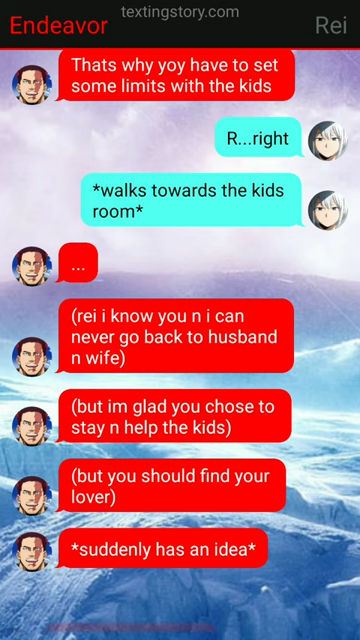 textingstory.com
Endeavor
Rei
Thats why yoy have to set
some limits with the kids
R...right
*walks towards the kids
room*
...
(rei i know you n i can
never go back to husband
n wife)
(but im glad you chose to
stay n help the kids)
(but you should find your
lover)
*suddenly has an idea*